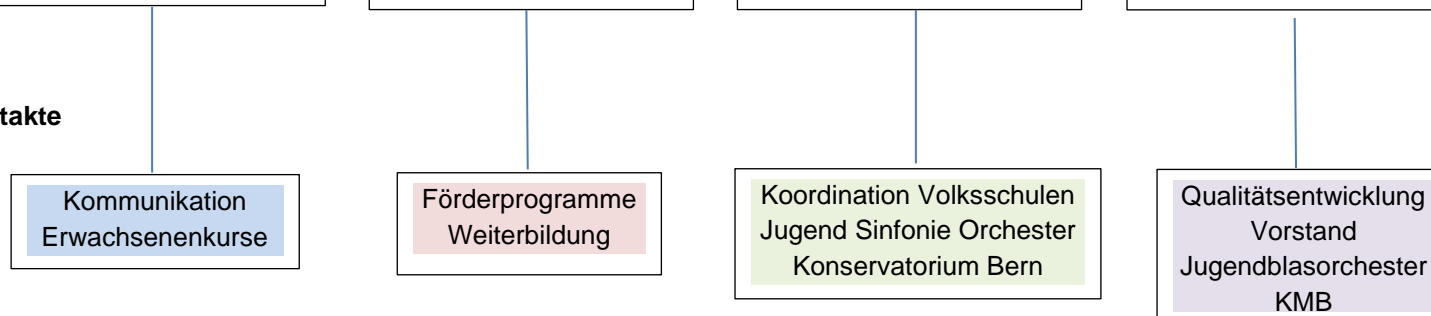 takte
Kommunikation
Erwachsenenkurse
Förderprogramme
Weiterbildung
Koordination Volksschulen
Jugend Sinfonie Orchester
Konservatorium Bern
Qualitätsentwicklung
Vorstand
Jugendblasorchester
KMB